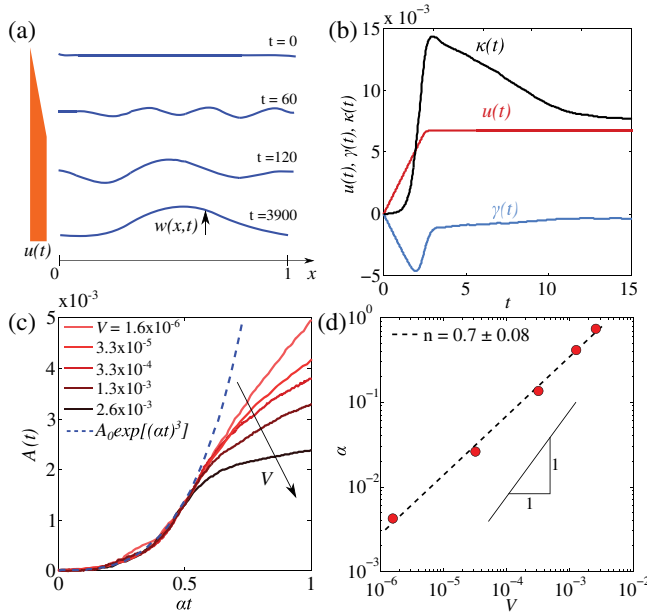 (a)
t = 0
t = 60
t = 120
t =3900
w(x,t)
u(t)
0
1
x
(b)
x 10⁻³
15
10
5
0
−5
u(t), γ(t), κ(t)
κ(t)
u(t)
γ(t)
0
5
10
15
t
x10⁻³
(c)
5
4
3
2
1
0
A(t)
V = 1.6x10⁻⁶
3.3x10⁻⁵
3.3x10⁻⁴
1.3x10⁻³
2.6x10⁻³
A₀exp[(αt)³]
V
0
0.5
1
αt
(d)
10⁰
10⁻¹
10⁻²
10⁻³
α
n = 0.7 ± 0.08
1
1
10⁻⁶
10⁻⁵
10⁻⁴
10⁻³
10⁻²
V